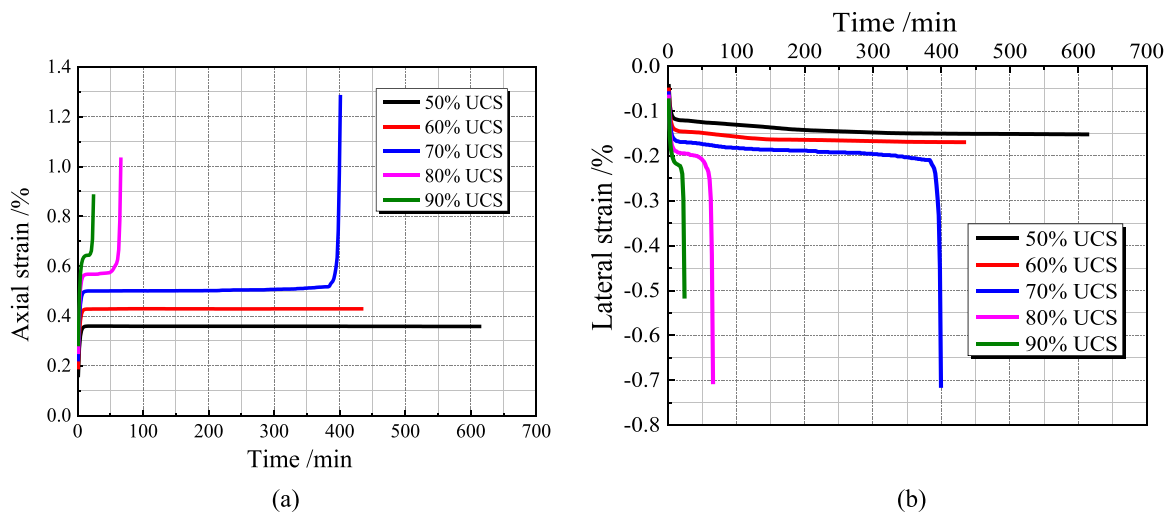 1.4
1.2
1.0
0.8
0.6
0.4
0.2
0.0
Axial strain /%
0 100 200 300 400 500 600 700
Time /min
50% UCS
60% UCS
70% UCS
80% UCS
90% UCS
(a)
Time /min
0 100 200 300 400 500 600 700
0.0
-0.1
-0.2
-0.3
-0.4
-0.5
-0.6
-0.7
-0.8
Lateral strain /%
50% UCS
60% UCS
70% UCS
80% UCS
90% UCS
(b)